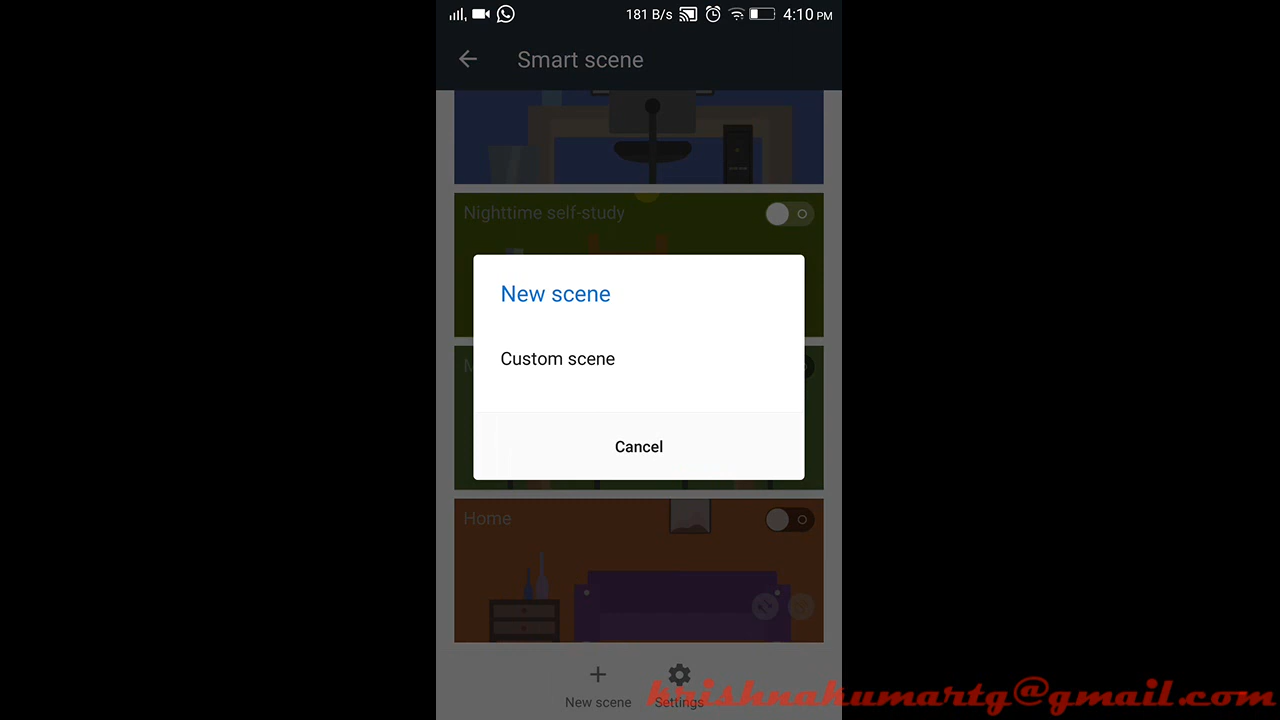 181 B/s 4:10 PM
Smart scene
Nighttime self-study
New scene
Custom scene
Cancel
Home
New scene
Settings
krishnakumartg@gmail.com